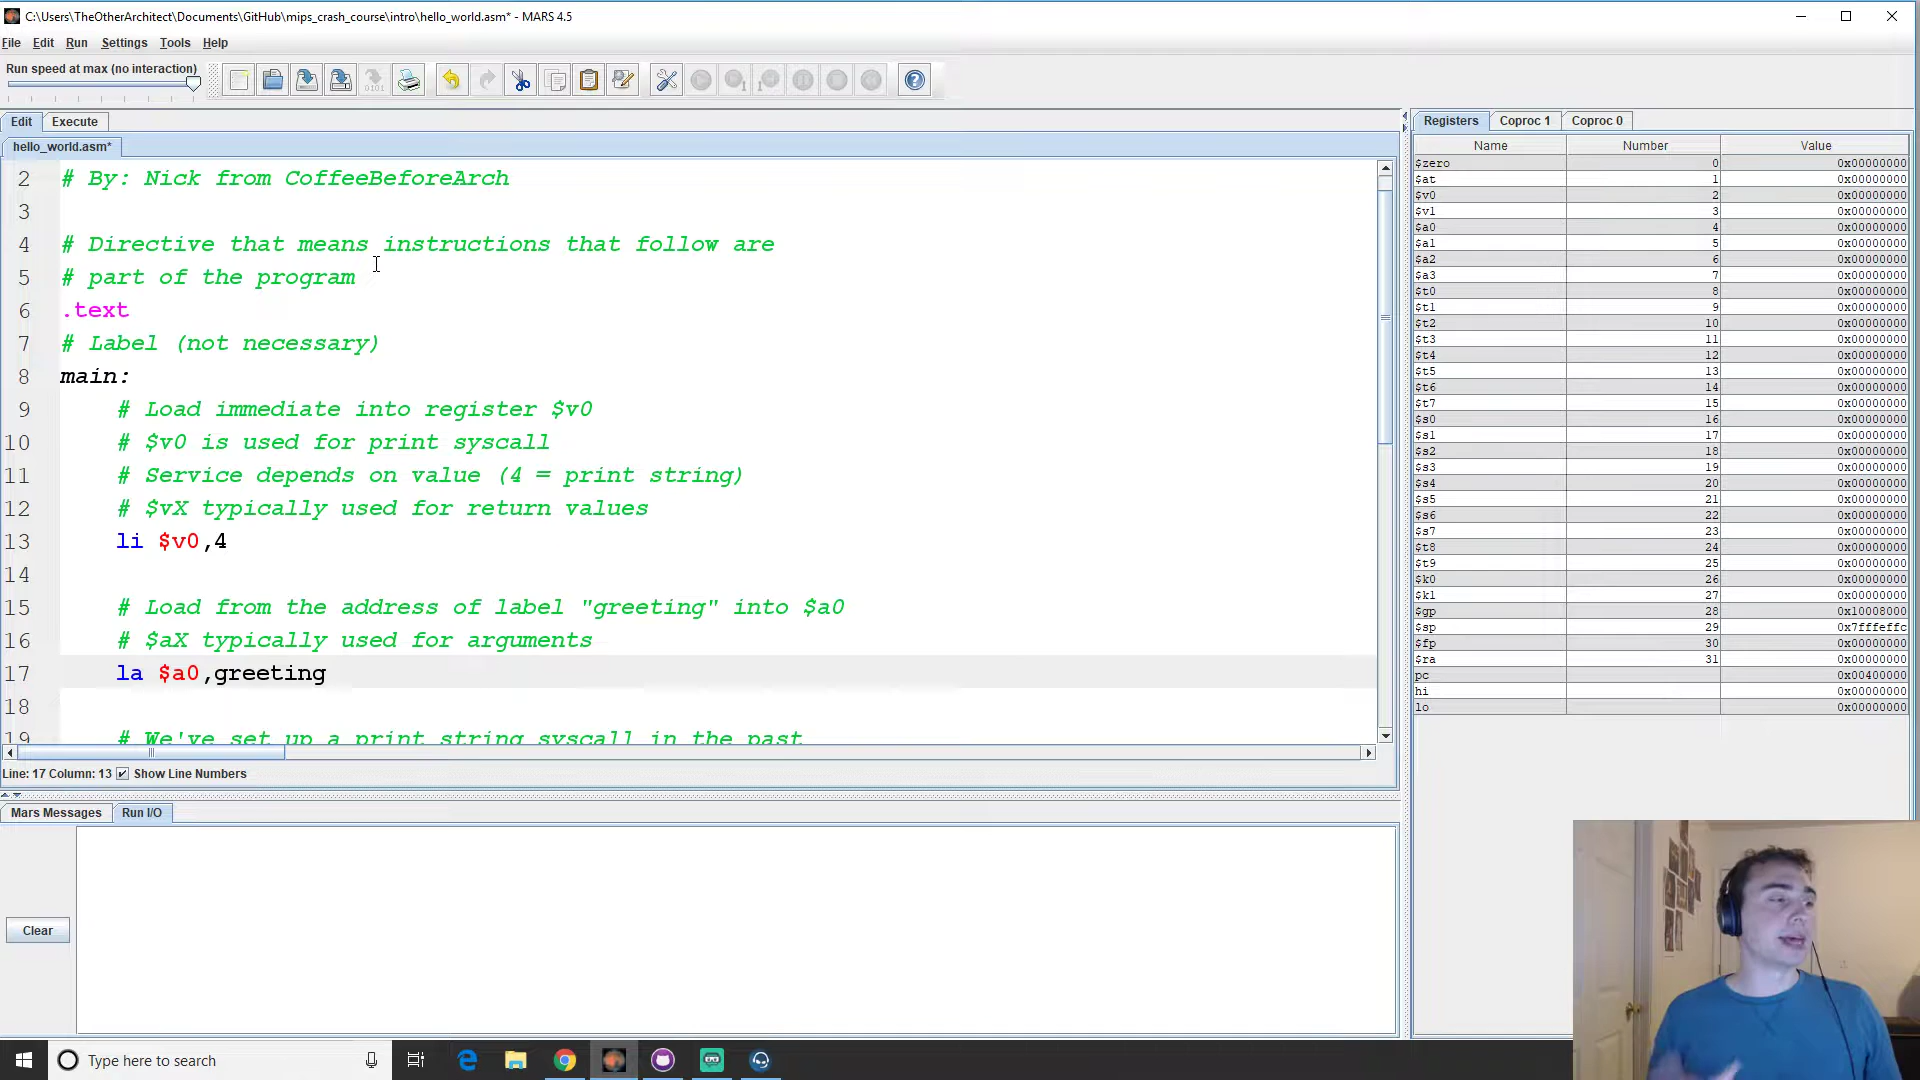 C:\Users\TheOtherArchitect\Documents\GitHub\mips_crash_course\intro\hello_world.asm* - MARS 4.5
File Edit Run Settings Tools Help
Run speed at max (no interaction)
Edit Execute
hello_world.asm*
2 # By: Nick from CoffeeBeforeArch
3
4 # Directive that means instructions that follow are
5 # part of the program
6 .text
7 # Label (not necessary)
8 main:
9 # Load immediate into register $v0
10 # $v0 is used for print syscall
11 # Service depends on value (4 = print string)
12 # $vX typically used for return values
13 li $v0,4
14
15 # Load from the address of label "greeting" into $a0
16 # $aX typically used for arguments
17 la $a0,greeting
18
19 # We've set up a print string syscall in the past
Line: 17 Column: 13 Show Line Numbers
Mars Messages Run I/O
Clear
Registers Coproc 1 Coproc 0
Name Number Value
$zero 0 0x00000000
$at 1 0x00000000
$v0 2 0x00000000
$v1 3 0x00000000
$a0 4 0x00000000
$a1 5 0x00000000
$a2 6 0x00000000
$a3 7 0x00000000
$t0 8 0x00000000
$t1 9 0x00000000
$t2 10 0x00000000
$t3 11 0x00000000
$t4 12 0x00000000
$t5 13 0x00000000
$t6 14 0x00000000
$t7 15 0x00000000
$s0 16 0x00000000
$s1 17 0x00000000
$s2 18 0x00000000
$s3 19 0x00000000
$s4 20 0x00000000
$s5 21 0x00000000
$s6 22 0x00000000
$s7 23 0x00000000
$t8 24 0x00000000
$t9 25 0x00000000
$k0 26 0x00000000
$k1 27 0x00000000
$gp 28 0x10008000
$sp 29 0x7fffeffc
$fp 30 0x00000000
$ra 31 0x00000000
pc 0x00400000
hi 0x00000000
lo 0x00000000
Type here to search